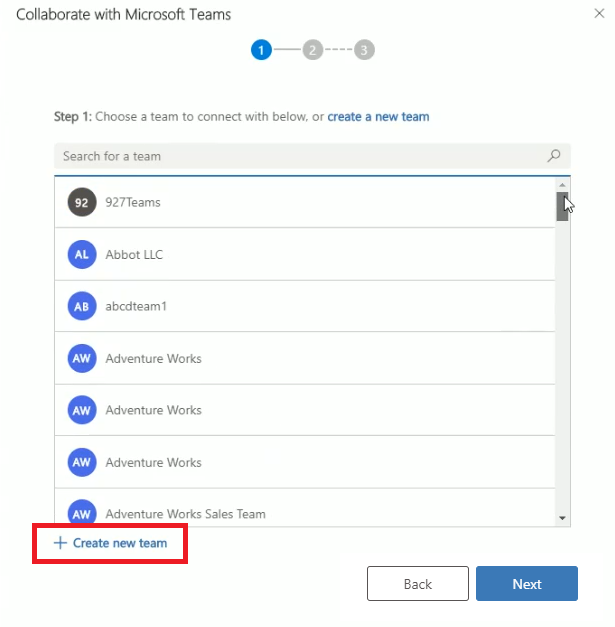 Collaborate with Microsoft Teams
1 2 3
Step 1: Choose a team to connect with below, or create a new team
Search for a team
92 927Teams
AL Abbot LLC
AB abcdteam1
AW Adventure Works
AW Adventure Works
AW Adventure Works
AW Adventure Works Sales Team
+ Create new team
Back Next